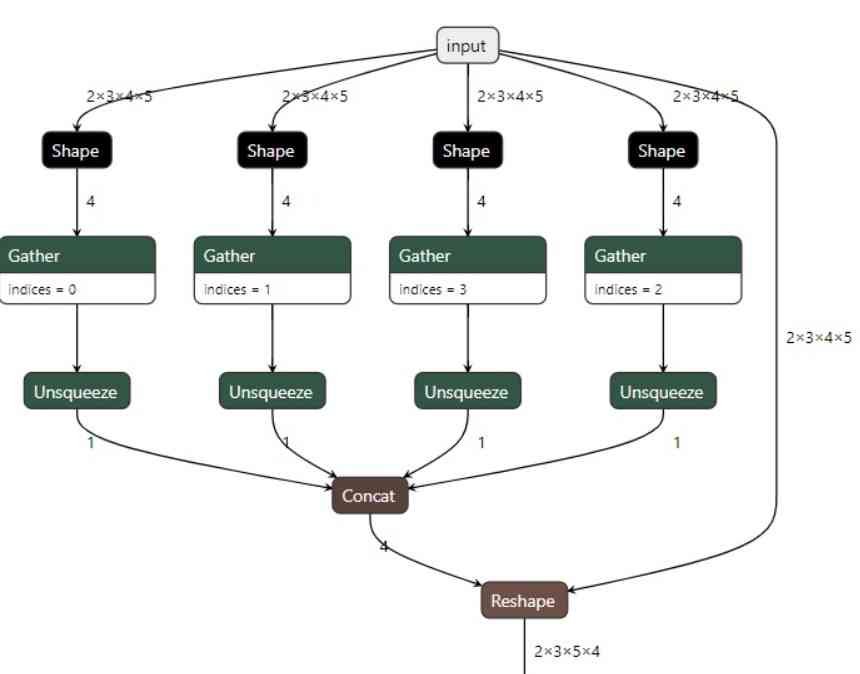 input
2×3×4×5 2×3×4×5 2×3×4×5 2×3×4×5
Shape Shape Shape Shape
4 4 4 4
Gather Gather Gather Gather
indices = 0 indices = 1 indices = 3 indices = 2
2×3×4×5
Unsqueeze Unsqueeze Unsqueeze Unsqueeze
1 1 1 1
Concat
4
Reshape
2×3×5×4